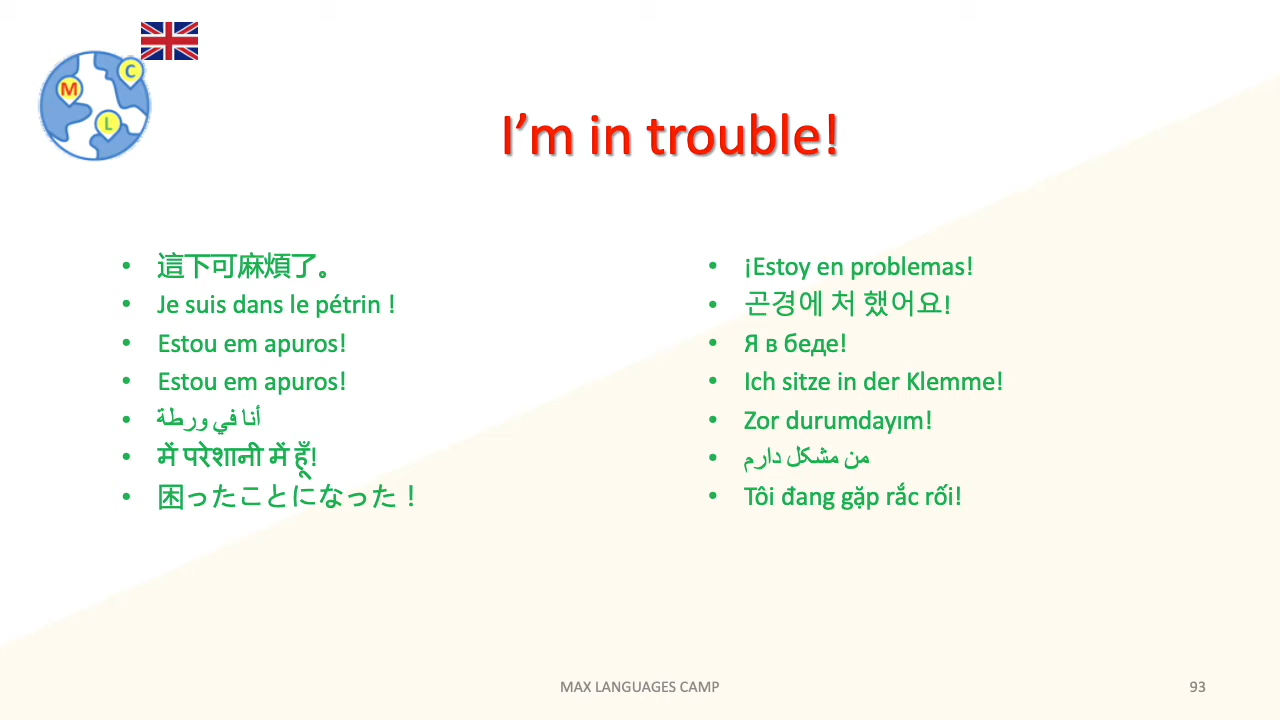 M C L
I’m in trouble!
這下可麻煩了。
Je suis dans le pétrin !
Estou em apuros!
Estou em apuros!
أنا في ورطة
में परेशानी में हूँ!
困ったことになった！
¡Estoy en problemas!
곤경에 처 했어요!
Я в беде!
Ich sitze in der Klemme!
Zor durumdayım!
من مشکل دارم
Tôi đang gặp rắc rối!
MAX LANGUAGES CAMP
93